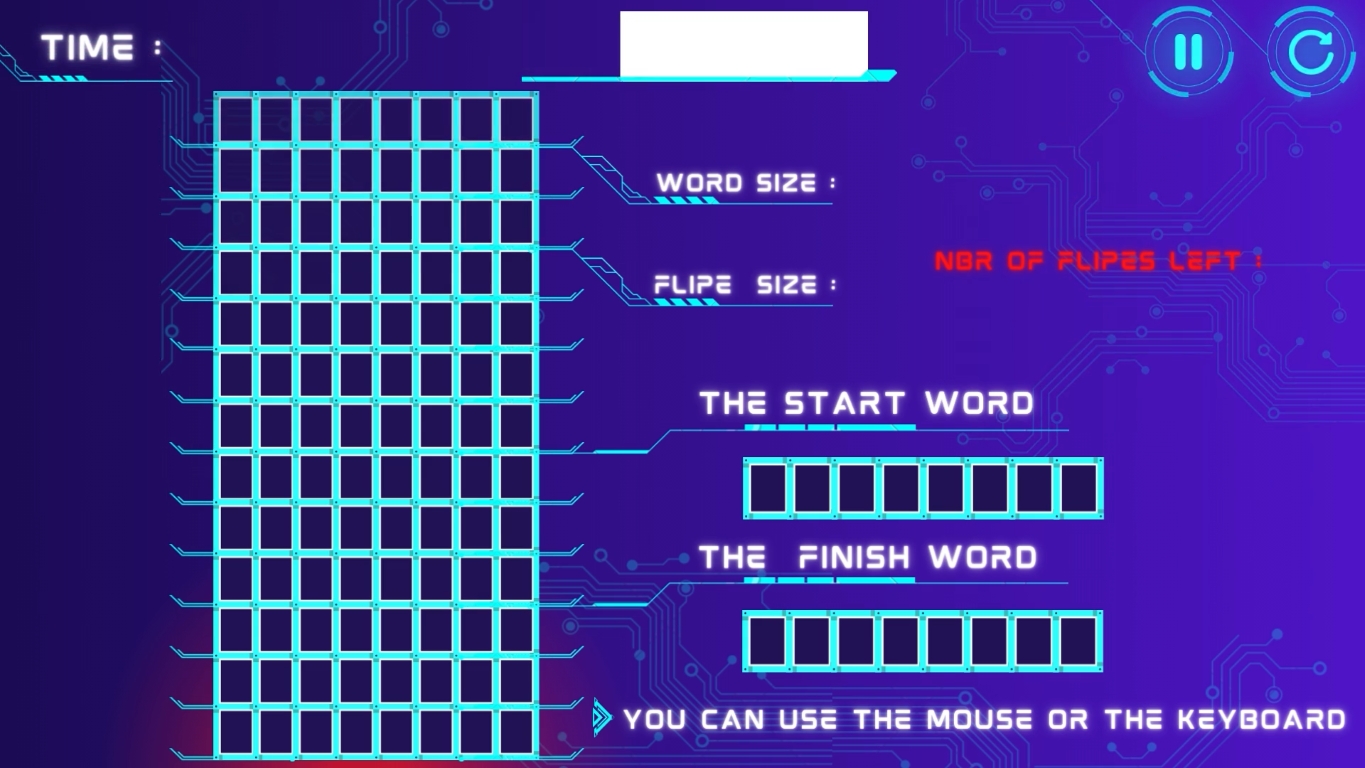 TIME :
WORD SIZE :
NBR OF FLIPES LEFT :
FLIPE SIZE :
THE START WORD
THE FINISH WORD
YOU CAN USE THE MOUSE OR THE KEYBOARD